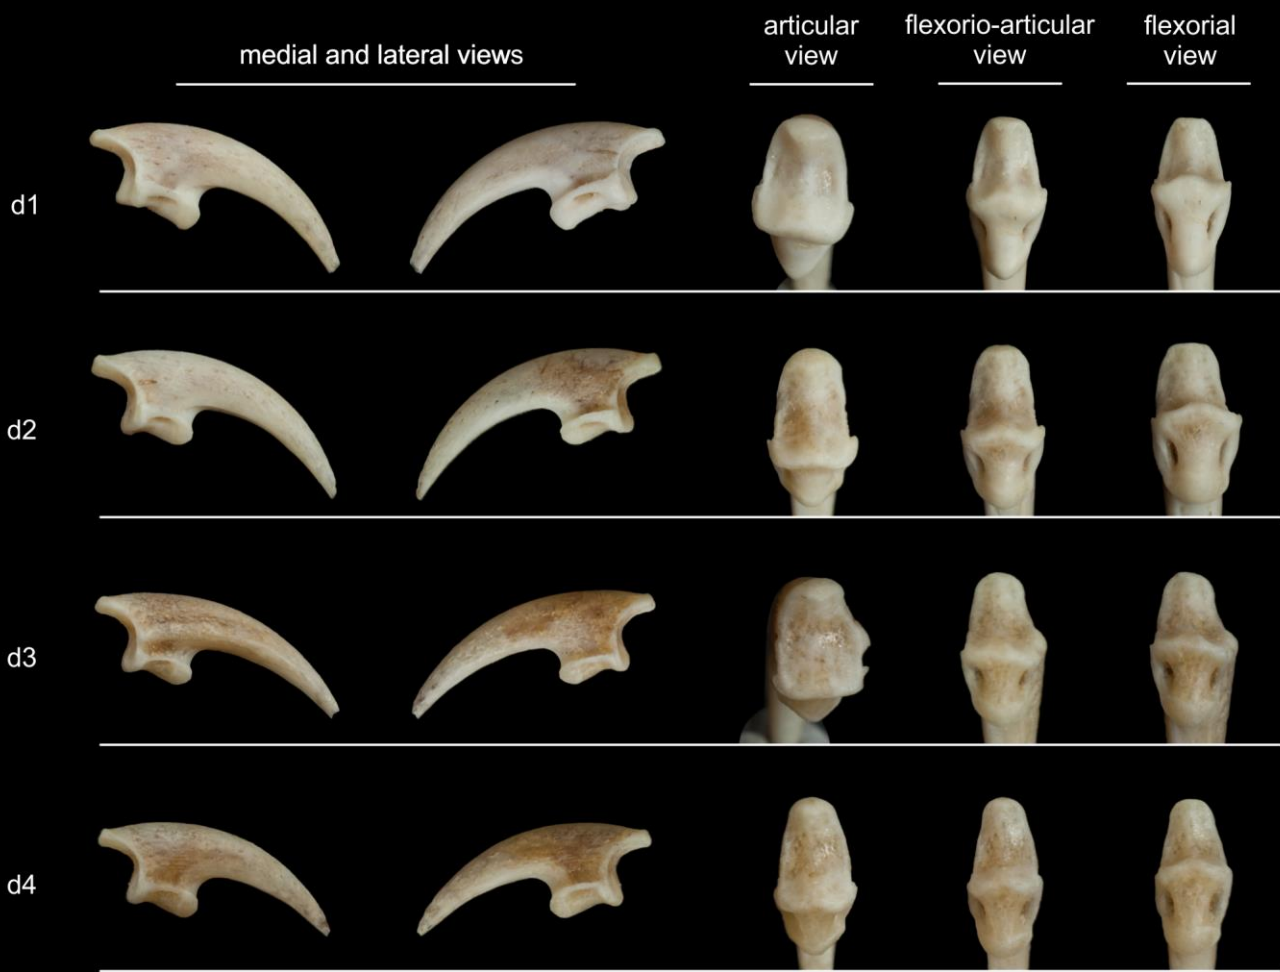 medial and lateral views
articular
view
flexorio-articular
view
flexorial
view
d1
d2
d3
d4